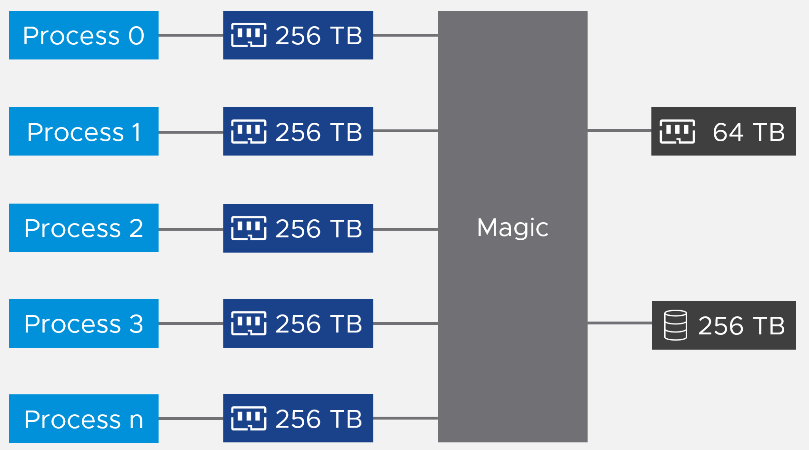 Process 0
256 TB
Process 1
256 TB
64 TB
Process 2
256 TB
Magic
Process 3
256 TB
256 TB
Process n
256 TB